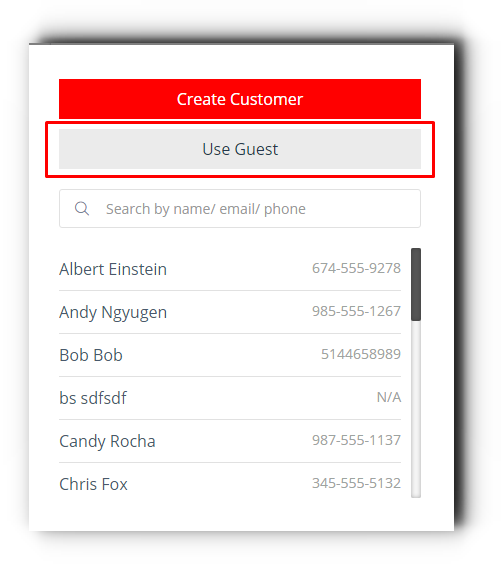 Create Customer
Use Guest
Search by name/ email/ phone
Albert Einstein 674-555-9278
Andy Ngyugen 985-555-1267
Bob Bob 5144658989
bs sdfsdf N/A
Candy Rocha 987-555-1137
Chris Fox 345-555-5132